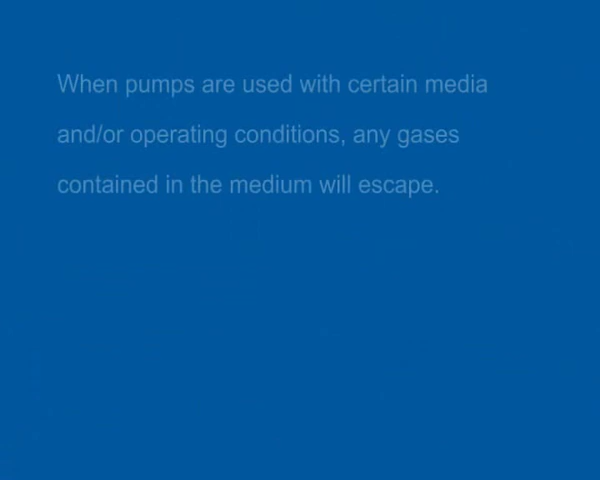 When pumps are used with certain media
and/or operating conditions, any gases
contained in the medium will escape.